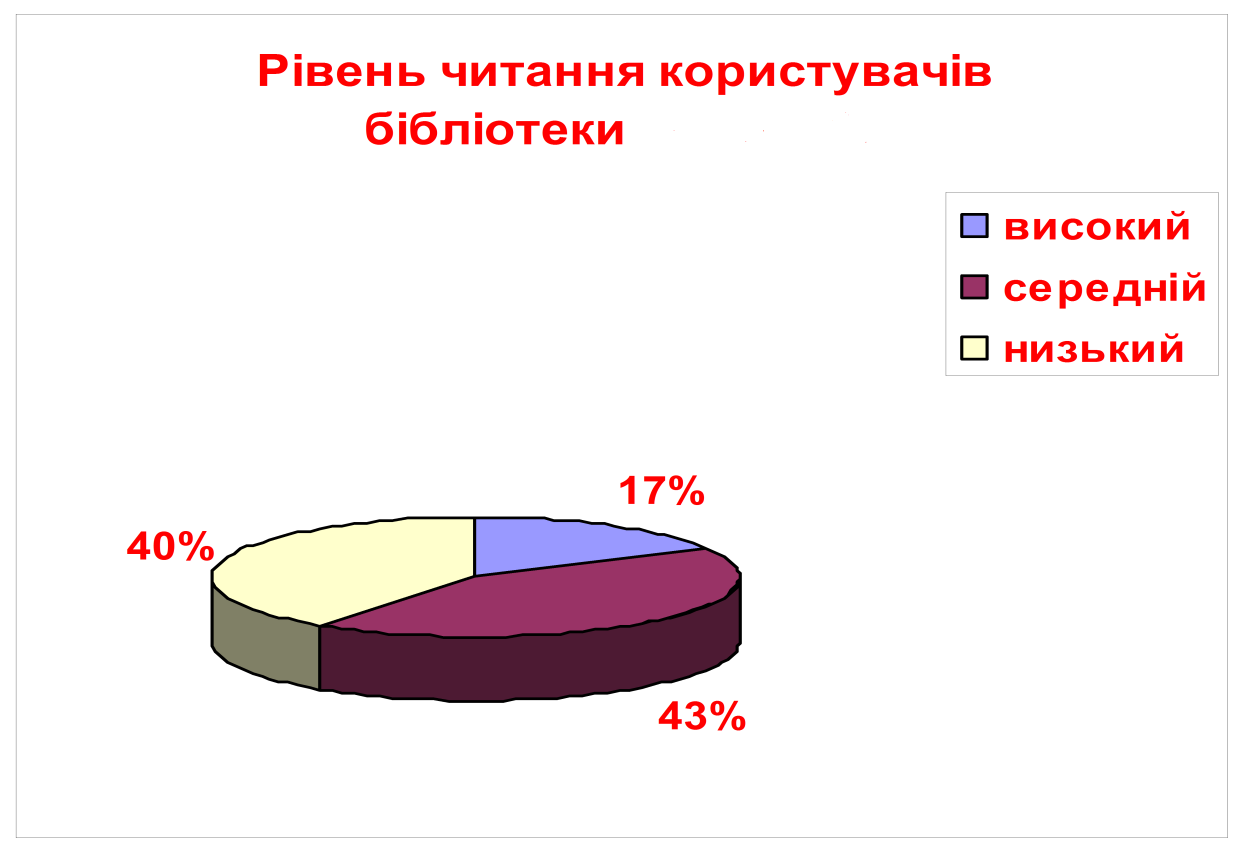 Рівень читання користувачів
бібліотеки
високий
середній
низький
17%
40%
43%